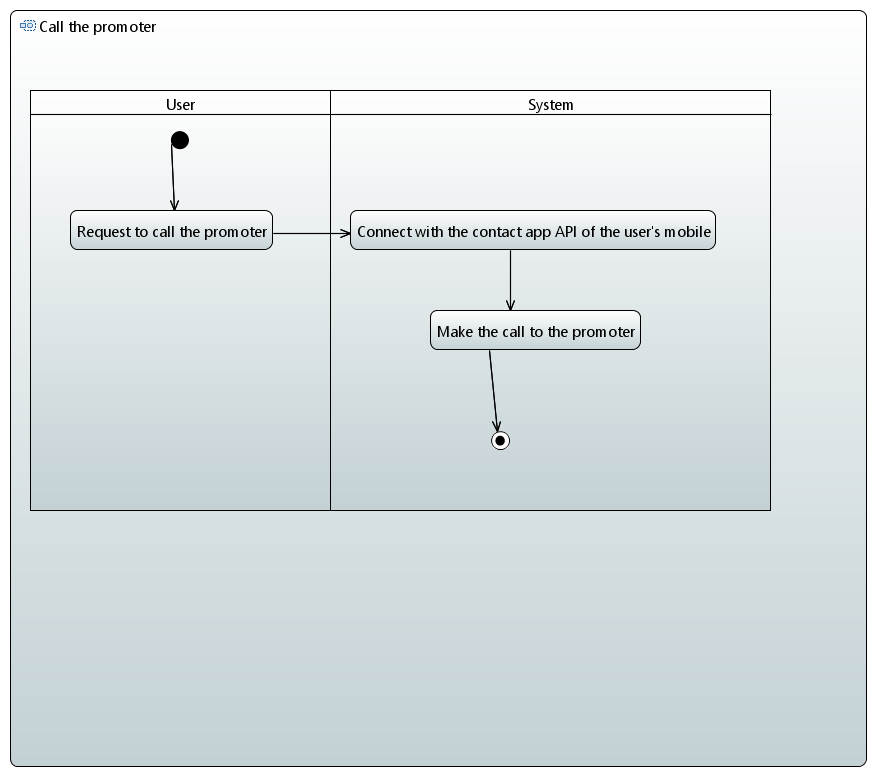 Call the promoter
User
System
Request to call the promoter
Connect with the contact app API of the user's mobile
Make the call to the promoter